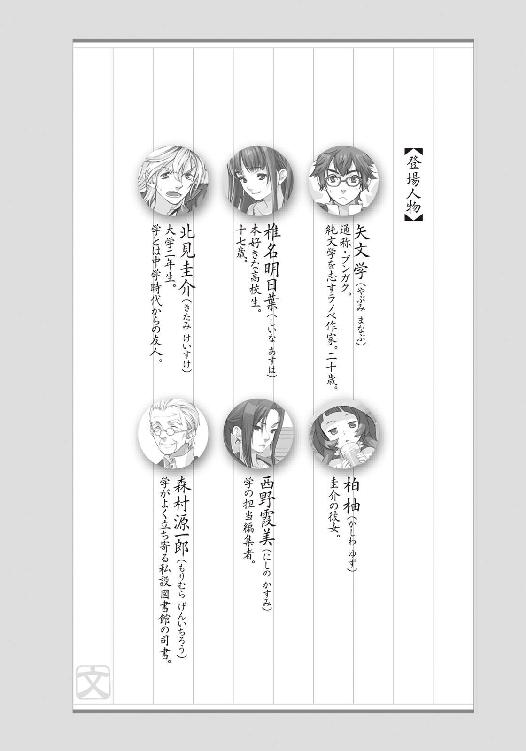 【登場人物】
矢文学(やぶみ まなぶ)
通称・ブンガク。
純文学を志すラノベ作家。二十歳。
椎名明日葉(しいな あすは)
本好きな高校生。
十七歳。
北見圭介(きたみ けいすけ)
大学二年生。
学とは中学時代からの友人。
柏 柚(かしわ ゆず)
圭介の彼女。
西野霞美(にしの かすみ)
学の担当編集者。
森村源一郎(もりむら げんいちろう)
学がよく立ち寄る私設図書館の司書。
文